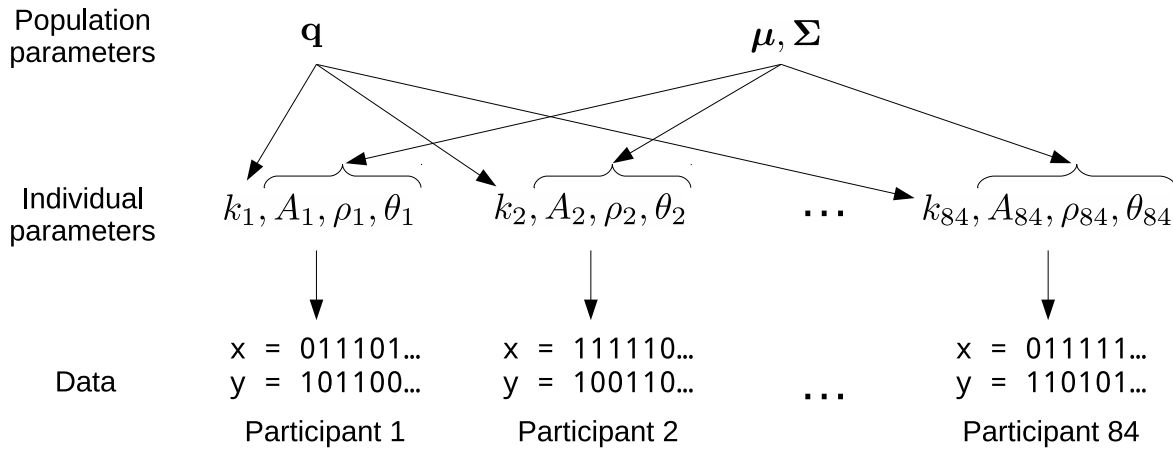 Population
parameters
q
μ, Σ
Individual
parameters
k₁, A₁, ρ₁, θ₁
k₂, A₂, ρ₂, θ₂
...
k₈₄, A₈₄, ρ₈₄, θ₈₄
Data
x = 011101…
y = 101100…
x = 111110…
y = 100110…
...
x = 011111…
y = 110101…
Participant 1
Participant 2
Participant 84